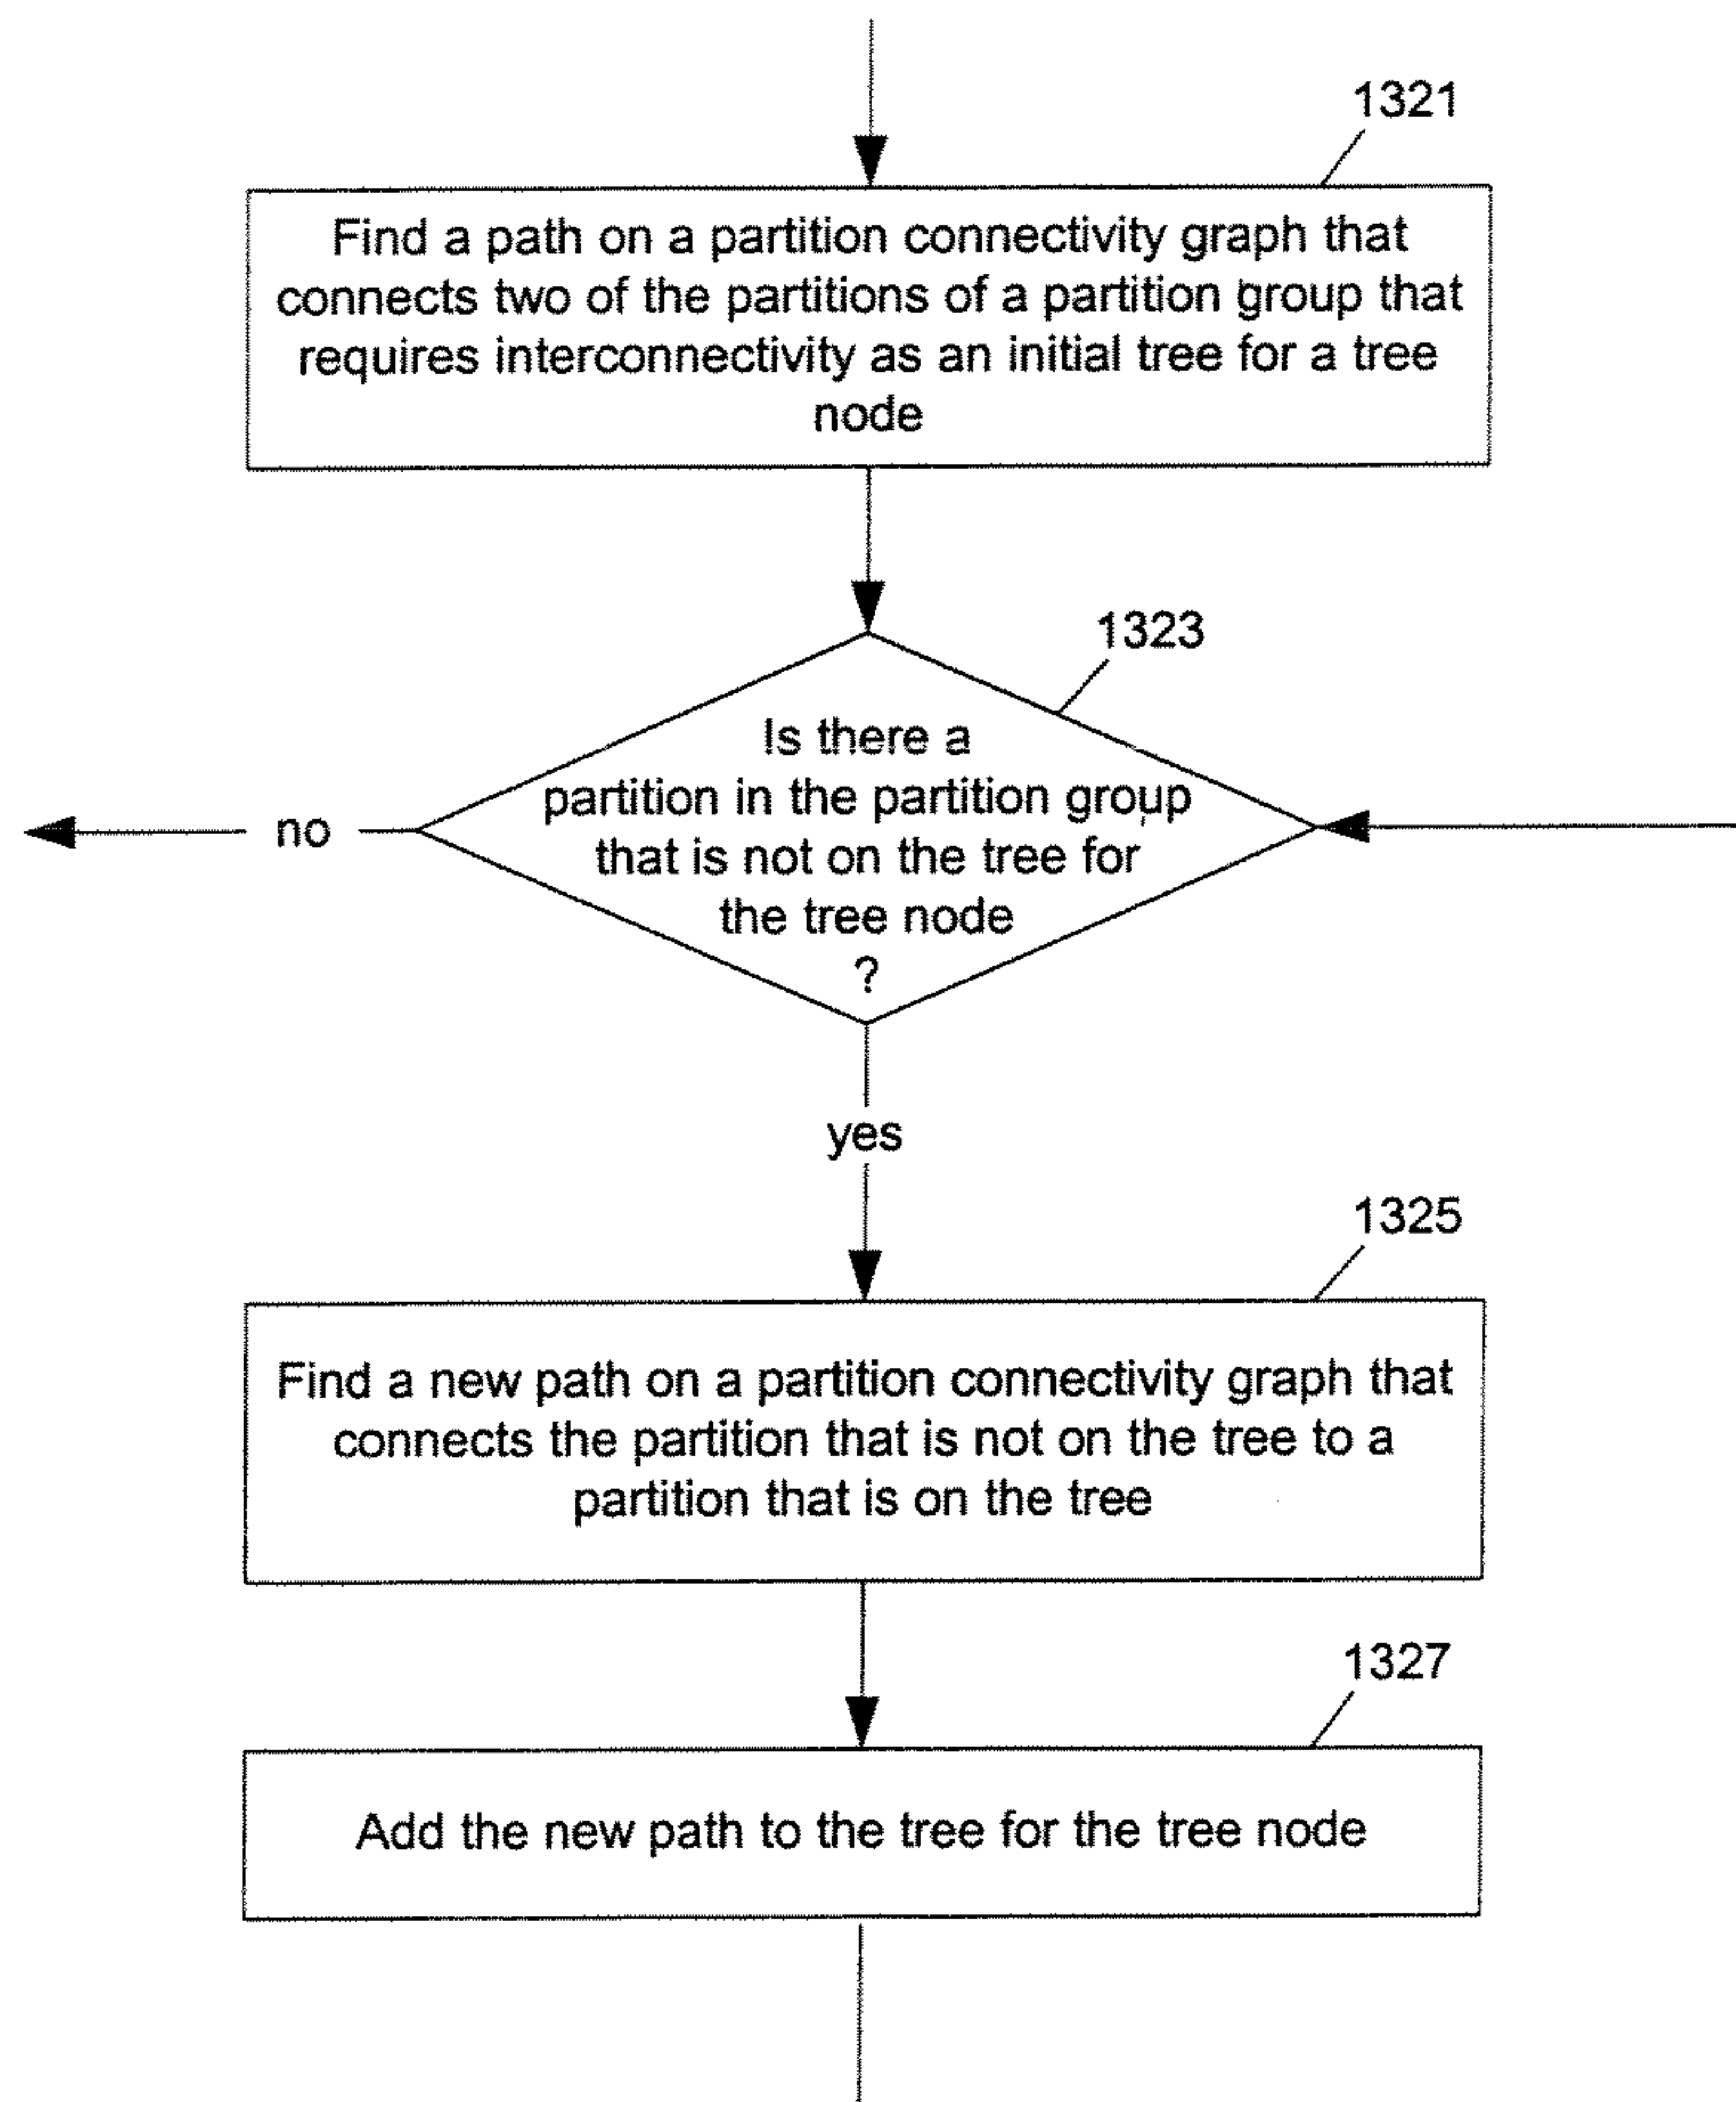 1321
Find a path on a partition connectivity graph that
connects two of the partitions of a partition group that
requires interconnectivity as an initial tree for a tree
node
1323
Is there a
partition in the partition group
that is not on the tree for
the tree node
?
no
yes
1325
Find a new path on a partition connectivity graph that
connects the partition that is not on the tree to a
partition that is on the tree
1327
Add the new path to the tree for the tree node